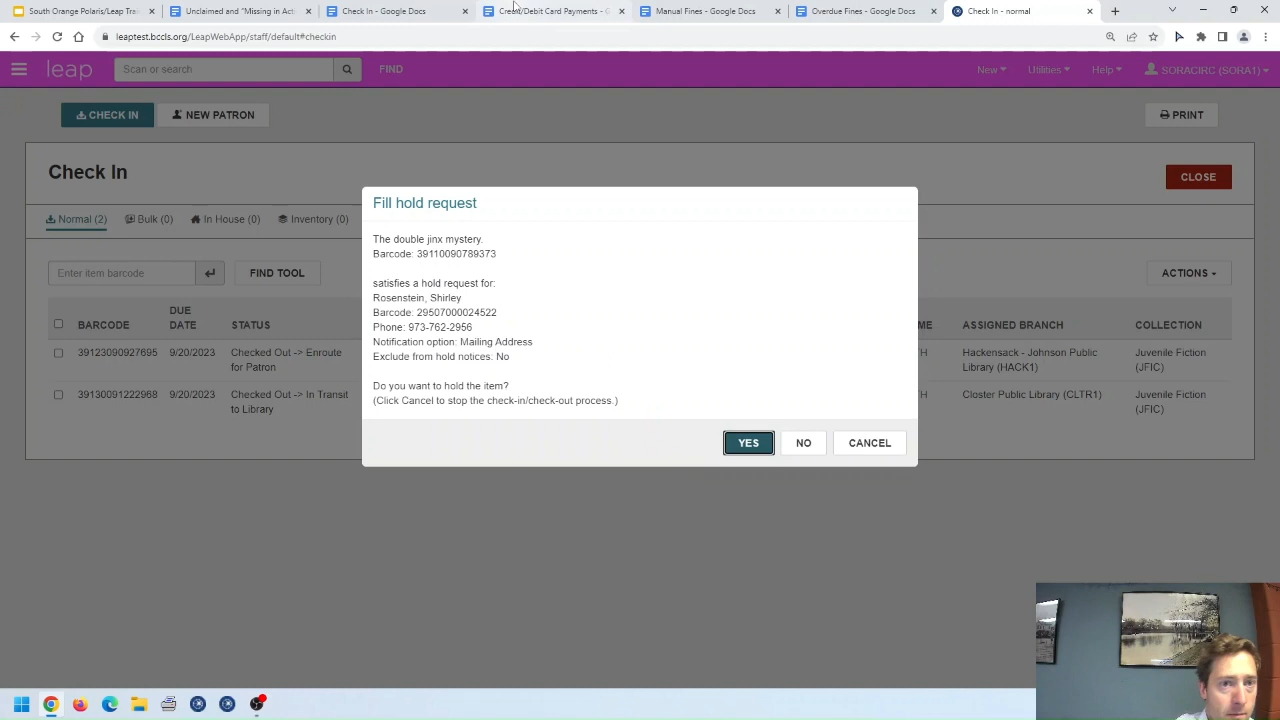 South Orange Polaris/Leap Tra
Unclaimed and "Missing in Acti
Check In - Google Docs
Credit/Debit Card Payments - G
Manual Fines - Google Docs
Overdue Fines - Google Docs
Check In - normal
leaptest.bccls.org/LeapWebApp/staff/default#checkin
leap
Scan or search
FIND
New
Utilities
Help
SORACIRC (SORA1)
CHECK IN
NEW PATRON
PRINT
Check In
CLOSE
Normal (2)
Bulk (0)
In House (0)
Inventory (0)
Enter item barcode
FIND TOOL
ACTIONS
BARCODE
DUE
DATE
STATUS
ME
ASSIGNED BRANCH
COLLECTION
39123090927695
9/20/2023
Checked Out -> Enroute
for Patron
TH
Hackensack - Johnson Public
Library (HACK1)
Juvenile Fiction
(JFIC)
39130091222968
9/20/2023
Checked Out -> In Transit
to Library
TH
Closter Public Library (CLTR1)
Juvenile Fiction
(JFIC)
Fill hold request
The double jinx mystery.
Barcode: 39110090789373
satisfies a hold request for:
Rosenstein, Shirley
Barcode: 29507000024522
Phone: 973-762-2956
Notification option: Mailing Address
Exclude from hold notices: No
Do you want to hold the item?
(Click Cancel to stop the check-in/check-out process.)
YES
NO
CANCEL